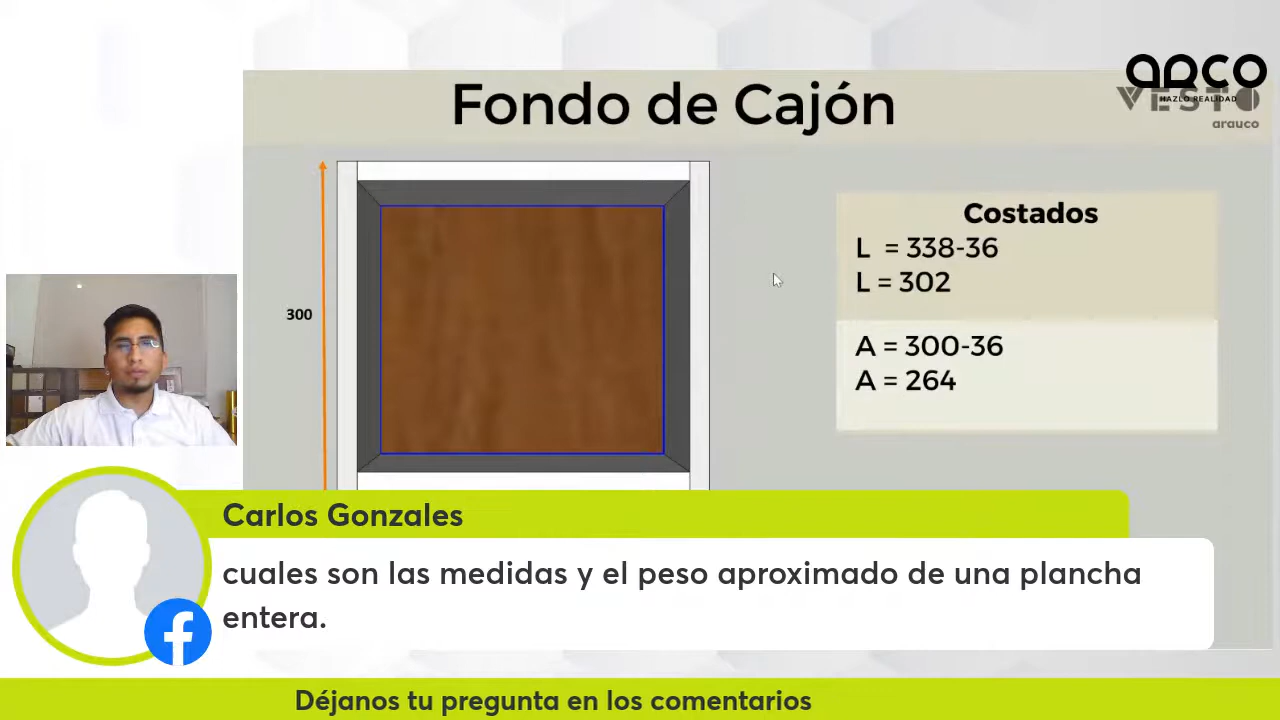 Fondo de Cajón
arco
HAZLO REALIDAD
VESTO
arauco
Costados
L = 338-36
L = 302
A = 300-36
A = 264
300
Carlos Gonzales
cuales son las medidas y el peso aproximado de una plancha
entera.
Déjanos tu pregunta en los comentarios